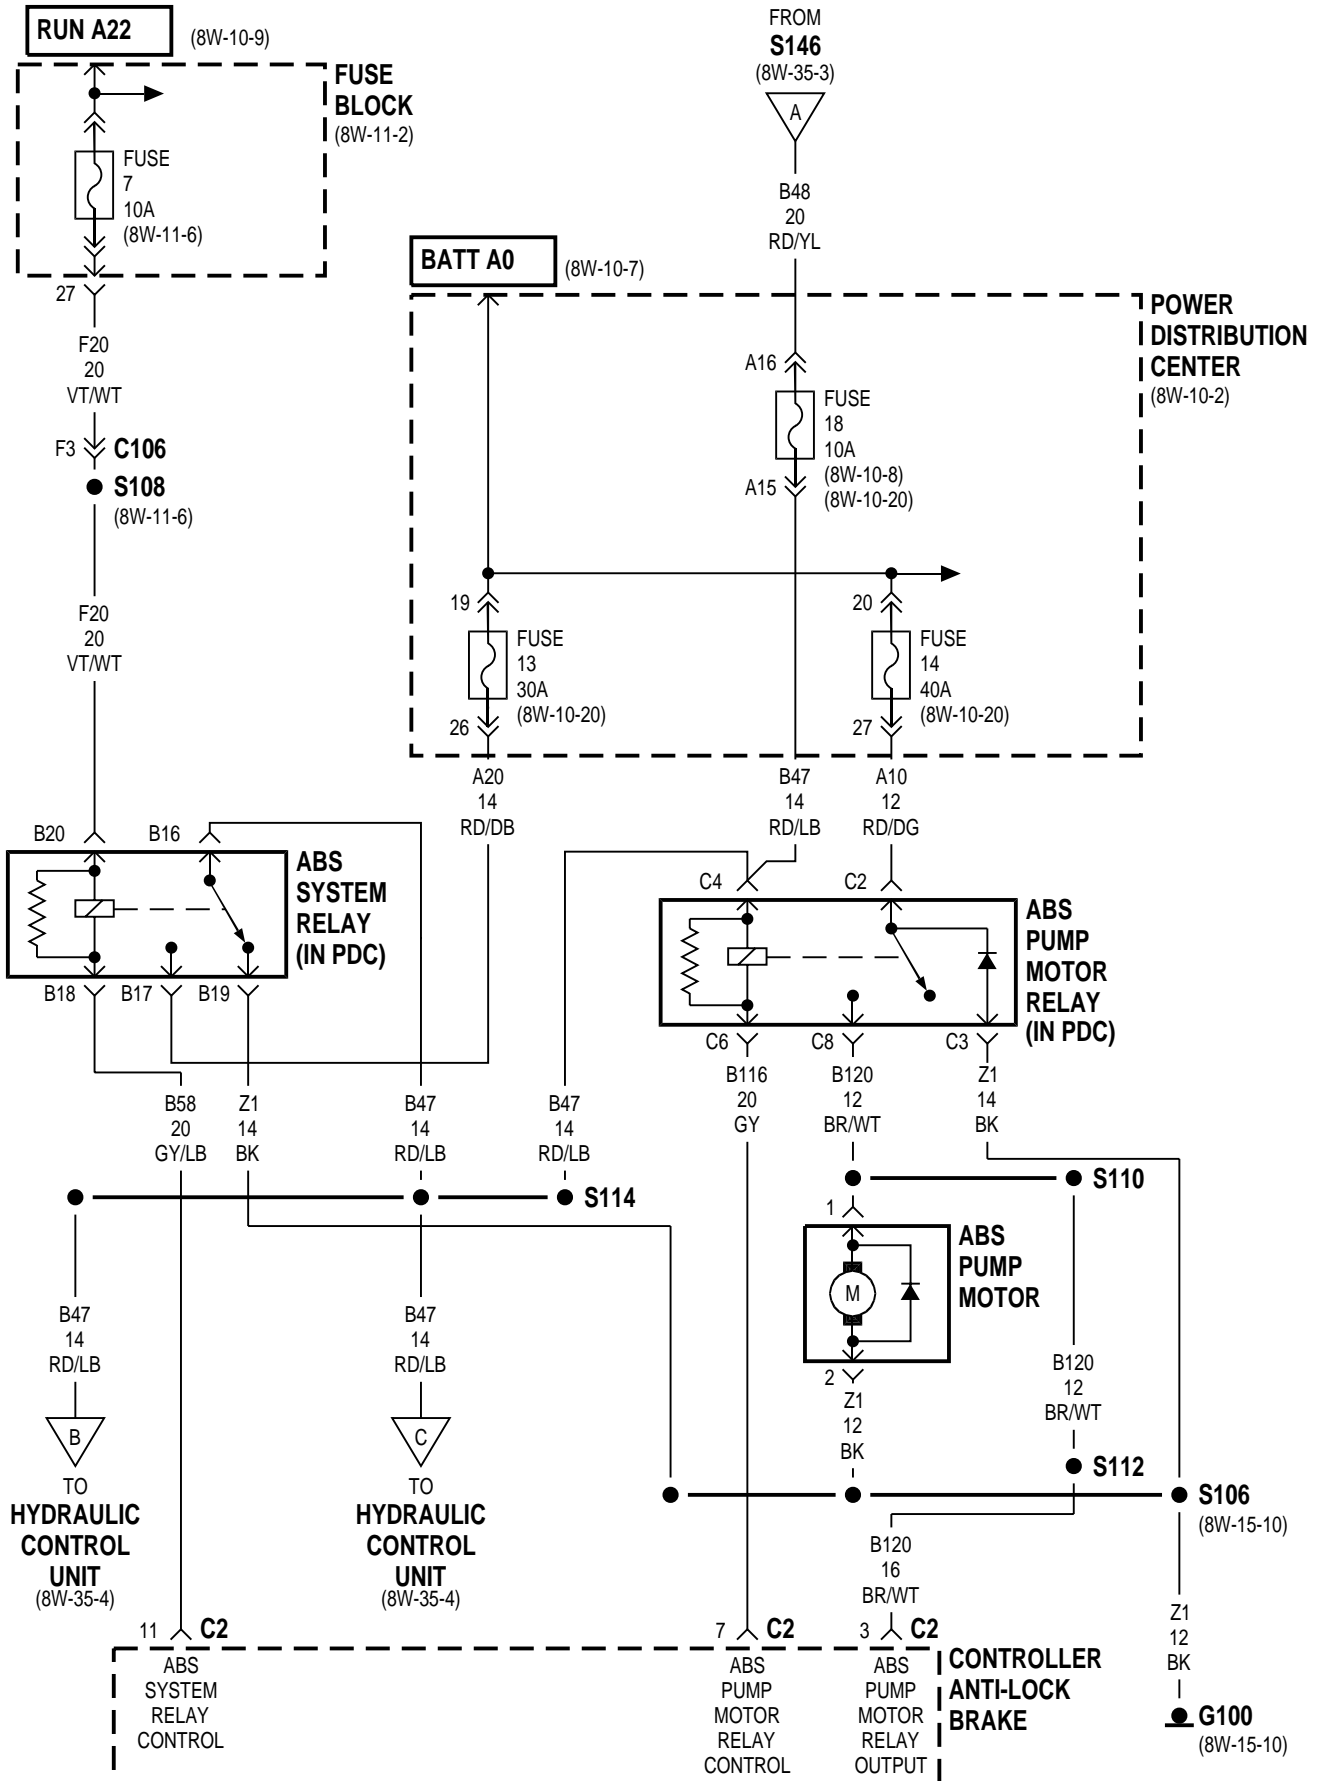 RUN A22
(8W-10-9)
FROM
S146
(8W-35-3)
A
FUSE
BLOCK
(8W-11-2)
FUSE
7
10A
(8W-11-6)
27
F20
20
VT/WT
F3
C106
S108
(8W-11-6)
F20
20
VT/WT
B48
20
RD/YL
BATT A0
(8W-10-7)
POWER
DISTRIBUTION
CENTER
(8W-10-2)
A16
FUSE
18
10A
(8W-10-8)
(8W-10-20)
A15
19
FUSE
13
30A
(8W-10-20)
26
20
FUSE
14
40A
(8W-10-20)
27
A20
14
RD/DB
B47
14
RD/LB
A10
12
RD/DG
B20
B16
ABS
SYSTEM
RELAY
(IN PDC)
B18
B17
B19
C4
C2
ABS
PUMP
MOTOR
RELAY
(IN PDC)
C6
C8
C3
B58
20
GY/LB
Z1
14
BK
B47
14
RD/LB
B47
14
RD/LB
B116
20
GY
B120
12
BR/WT
Z1
14
BK
S114
S110
1
ABS
PUMP
MOTOR
M
2
Z1
12
BK
B47
14
RD/LB
B47
14
RD/LB
B120
12
BR/WT
B
TO
HYDRAULIC
CONTROL
UNIT
(8W-35-4)
C
TO
HYDRAULIC
CONTROL
UNIT
(8W-35-4)
S112
S106
(8W-15-10)
B120
16
BR/WT
Z1
12
BK
G100
(8W-15-10)
11
C2
7
C2
3
C2
ABS
SYSTEM
RELAY
CONTROL
ABS
PUMP
MOTOR
RELAY
CONTROL
ABS
PUMP
MOTOR
RELAY
OUTPUT
CONTROLLER
ANTI-LOCK
BRAKE